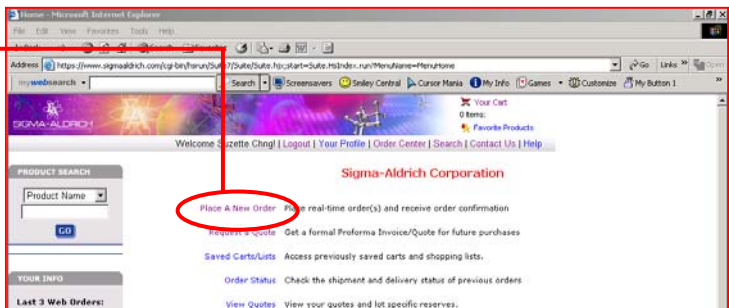 Home - Microsoft Internet Explorer
File Edit View Favorites Tools Help
Search Favorites
Address https://www.sigmaaldrich.com/cgi-bin/hsrun/Suite7/Suite/Suite.hjx;start=Suite.HsIndex.run?MenuName=MenuHome Go Links
mywebsearch Search Screensavers Smiley Central Cursor Mania My Info Games Customize My Button 1
SIGMA-ALDRICH
Your Cart
0 Items:
Favorite Products
Welcome Suzette Chng! | Logout | Your Profile | Order Center | Search | Contact Us | Help
PRODUCT SEARCH
Product Name
GO
YOUR INFO
Last 3 Web Orders:
Sigma-Aldrich Corporation
Place A New Order Place real-time order(s) and receive order confirmation
Request a Quote Get a formal Proforma Invoice/Quote for future purchases
Saved Carts/Lists Access previously saved carts and shopping lists.
Order Status Check the shipment and delivery status of previous orders
View Quotes View your quotes and lot specific reserves.